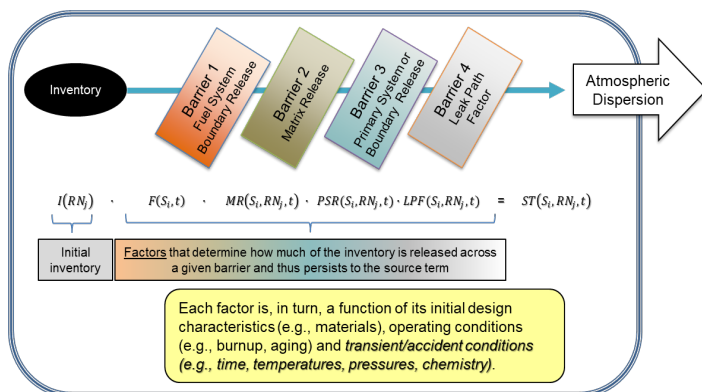 Inventory
Barrier 1
Fuel System
Boundary Release
Barrier 2
Matrix Release
Barrier 3
Primary System or
Boundary Release
Barrier 4
Leak Path
Factor
Atmospheric
Dispersion
I(RNⱼ) · F(Sᵢ,t) · MR(Sᵢ,RNⱼ,t) · PSR(Sᵢ,RNⱼ,t) · LPF(Sᵢ,RNⱼ,t) = ST(Sᵢ,RNⱼ,t)
Initial
inventory
Factors that determine how much of the inventory is released across
a given barrier and thus persists to the source term
Each factor is, in turn, a function of its initial design
characteristics (e.g., materials), operating conditions
(e.g., burnup, aging) and transient/accident conditions
(e.g., time, temperatures, pressures, chemistry).